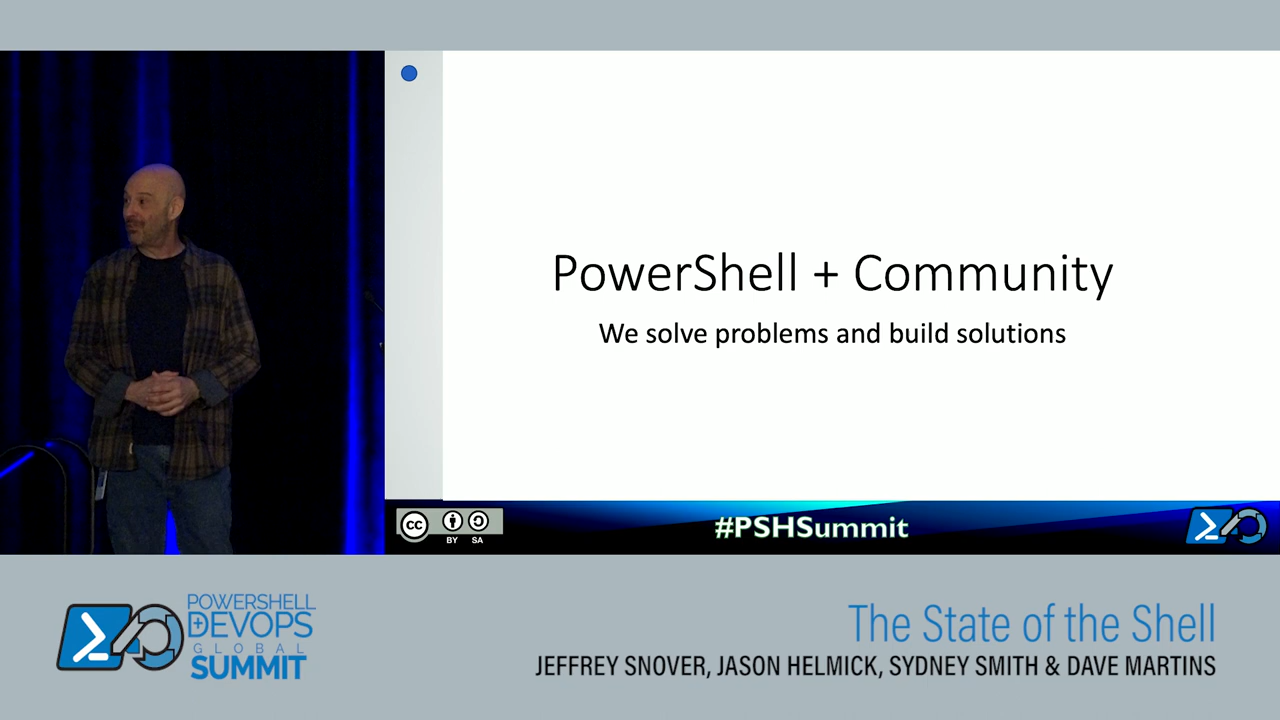 PowerShell + Community
We solve problems and build solutions
cc
BY SA
#PSHSummit
POWERSHELL
+DEVOPS
GLOBAL
SUMMIT
The State of the Shell
JEFFREY SNOVER, JASON HELMICK, SYDNEY SMITH & DAVE MARTINS